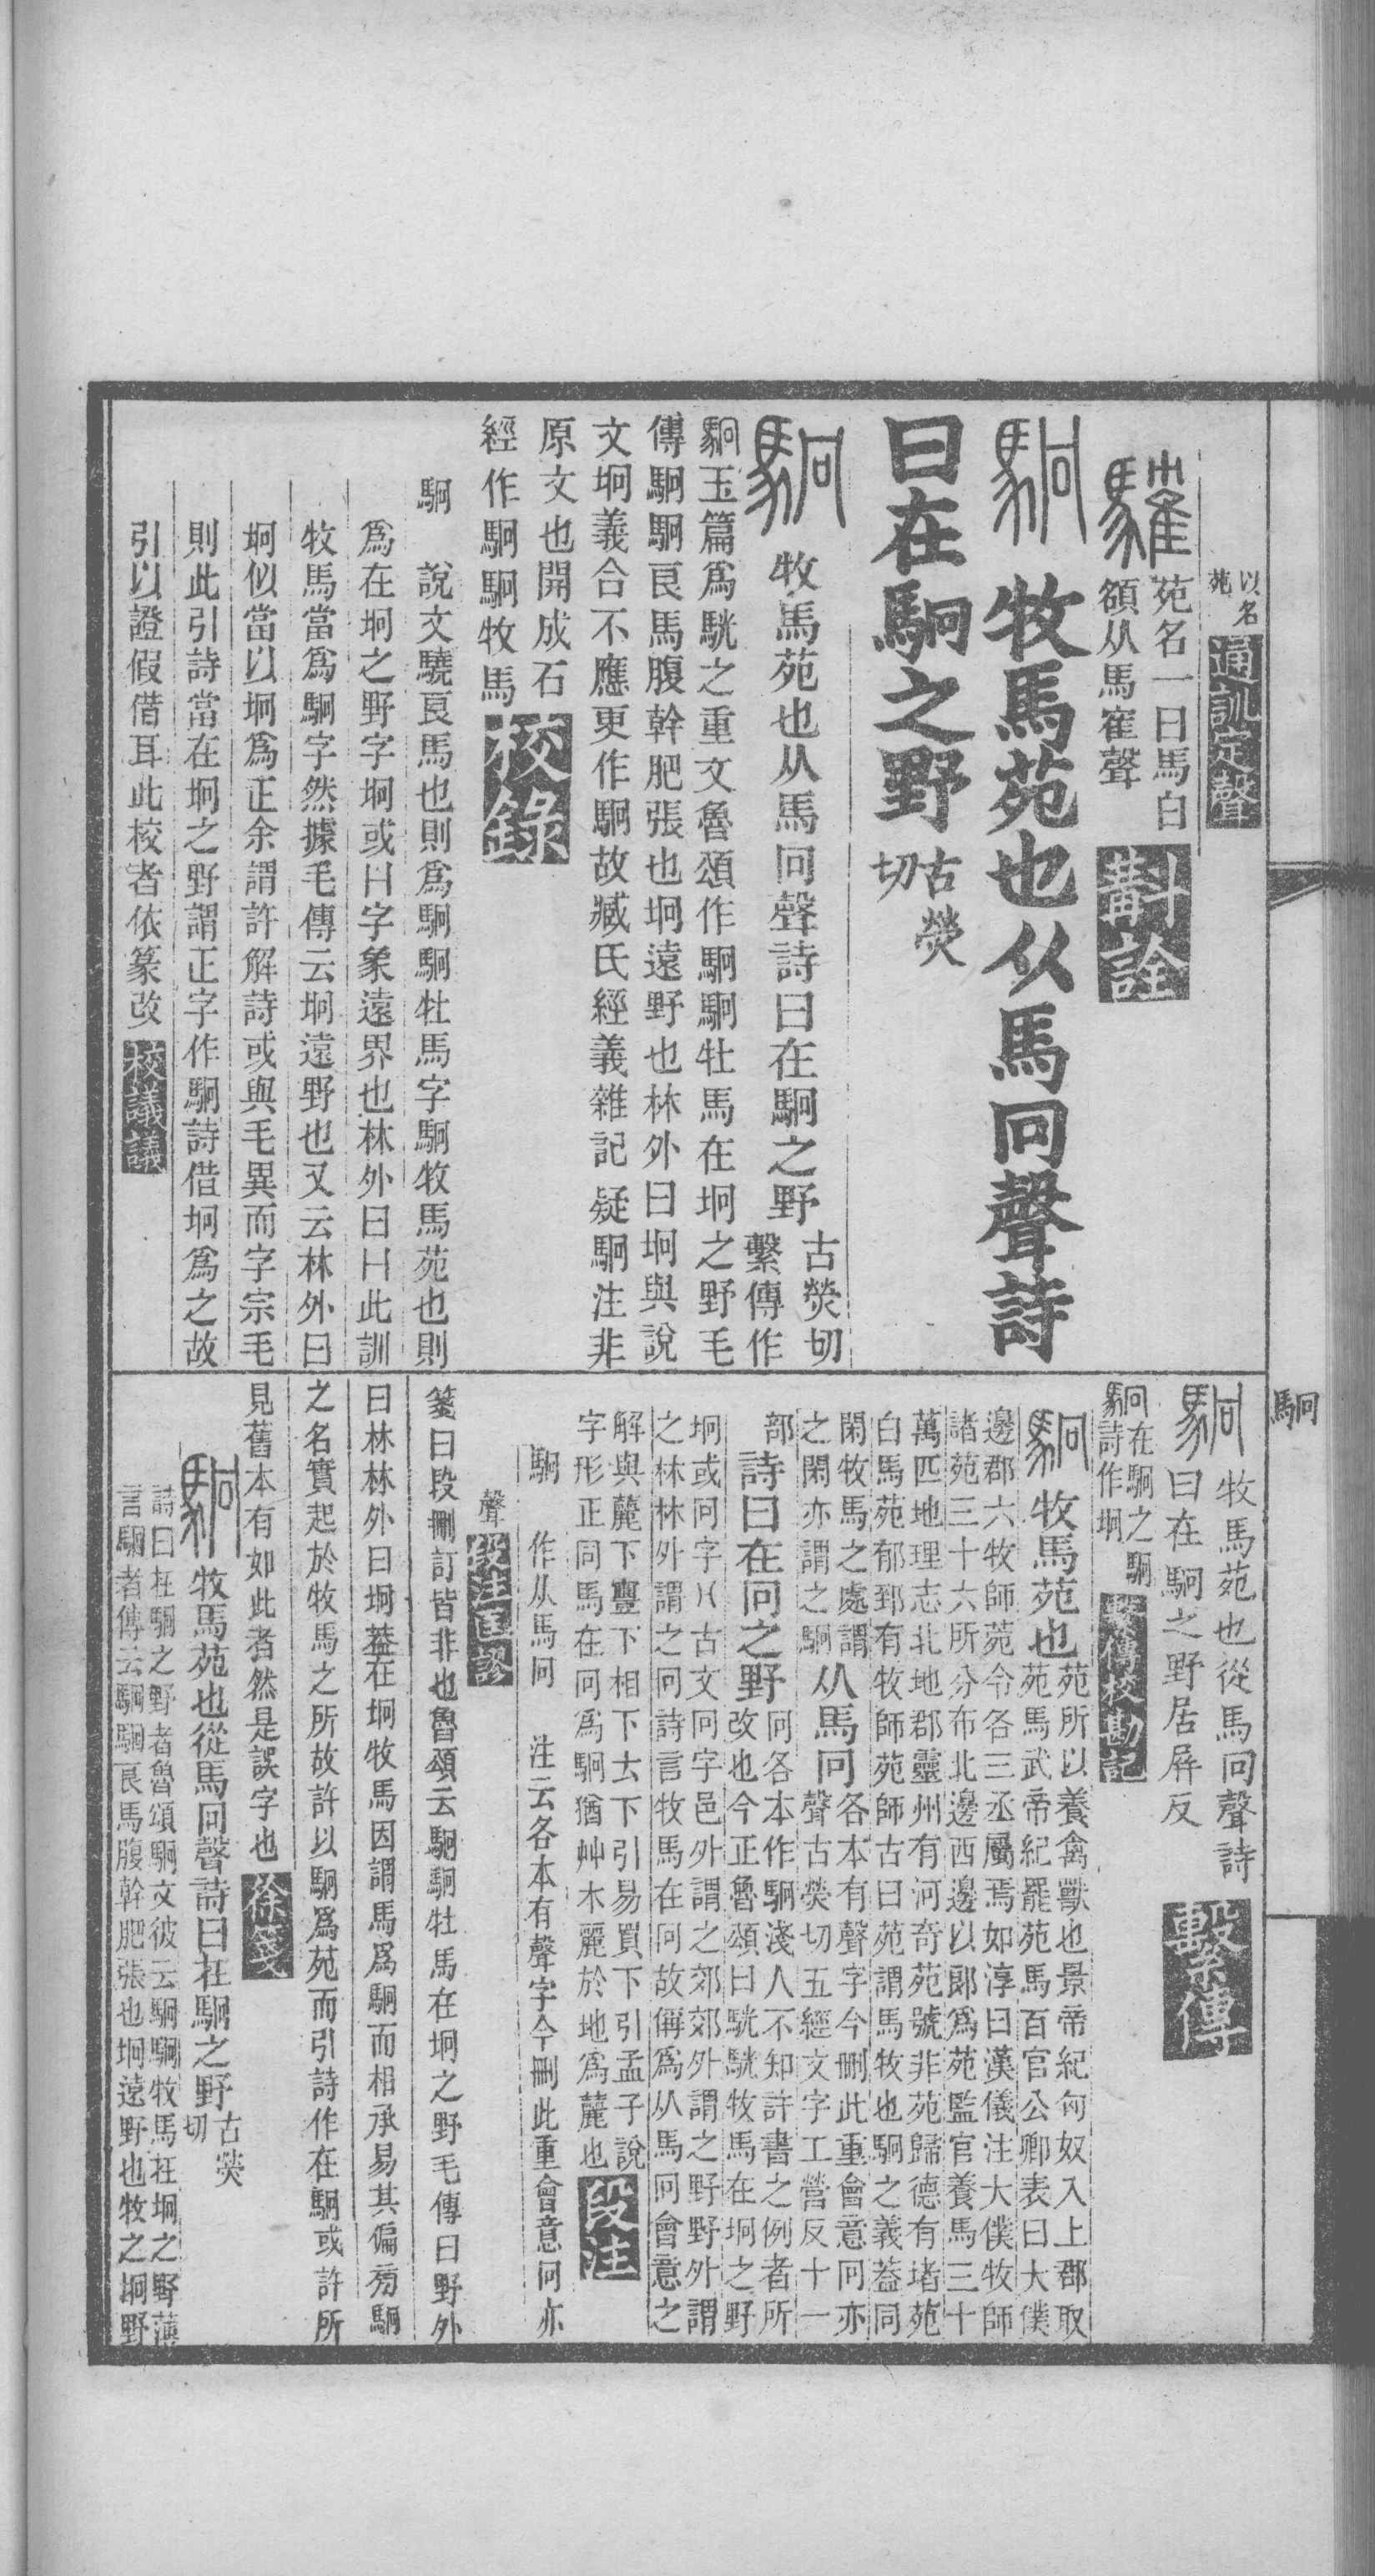 駉
以名
苑
通訓定聲
驩苑名一曰馬白
頟从馬隺聲
斠詮
駉牧馬苑也从馬冋聲詩
曰在駉之野
古熒
切
駉牧馬苑也从馬冋聲詩曰在駉之野
古熒切
繫傳作
駉玉篇爲駫之重文魯頌作駉駉牡馬在坰之野毛
傳駉駉良馬腹幹肥張也坰遠野也林外曰坰與說
文坰義合不應更作駉故臧氏經義雜記疑駉注非
原文也開成石
經作駉駉牧馬
校錄
駉 說文驍良馬也則爲駉駉牡馬字駉牧馬苑也則
爲在坰之野字坰或冂字象遠界也林外曰冂此訓
牧馬當爲駉字然據毛傳云坰遠野也又云林外曰
坰似當以坰爲正余謂許解詩或與毛異而字宗毛
則此引詩當在坰之野謂正字作駉詩借坰爲之故
引以證假借耳此校者依篆改
校議議
駉牧馬苑也從馬冋聲詩
曰在駉之野居屛反
繫傳
駉在駉之駉
駉詩作坰
繫傳校勘記
駉牧馬苑也
苑所以養禽獸也景帝紀匈奴入上郡取
苑馬武帝紀罷苑馬百官公卿表曰大僕
邊郡六牧師苑令各三丞屬焉如淳曰漢儀注大僕牧師
諸苑三十六所分布北邊西邊以郞爲苑監官養馬三十
萬匹地理志北地郡靈州有河奇苑號非苑歸德有堵苑
白馬苑郁郅有牧師苑師古曰苑謂馬牧也駉之義葢同
閑牧馬之處謂
之閑亦謂之駉
从馬冋
各本有聲字今刪此重會意冋亦
聲古熒切五經文字工營反十一
部
詩曰在冋之野
冋各本作駉淺人不知許書之例者所
改也今正魯頌曰駫駫牧馬在坰之野
坰或冋字冂古文冋字邑外謂之郊郊外謂之野野外謂
之林林外謂之冋詩言牧馬在冋故偁爲从馬冋會意之
解與麓下豐下相下去下引易買下引孟子說
字形正同馬在冋爲駉猶艸木麗於地爲麓也
段注
駉 作从馬冋 注云各本有聲字今刪此重會意冋亦
聲
段注匡謬
箋曰段刪訂皆非也魯頌云駉駉牡馬在坰之野毛傳曰野外
曰林林外曰坰葢在坰牧馬因謂馬爲駉而相承易其偏旁駉
之名實起於牧馬之所故許以駉爲苑而引詩作在駉或許所
見舊本有如此者然是誤字也
徐箋
駉牧馬苑也從馬冋聲詩曰在駉之野
古熒
切
詩曰在駉之野者魯頌駉文彼云駉駉牧馬在坰之野薄
言駉者傳云駉駉良馬腹幹肥張也坰遠野也牧之坰野